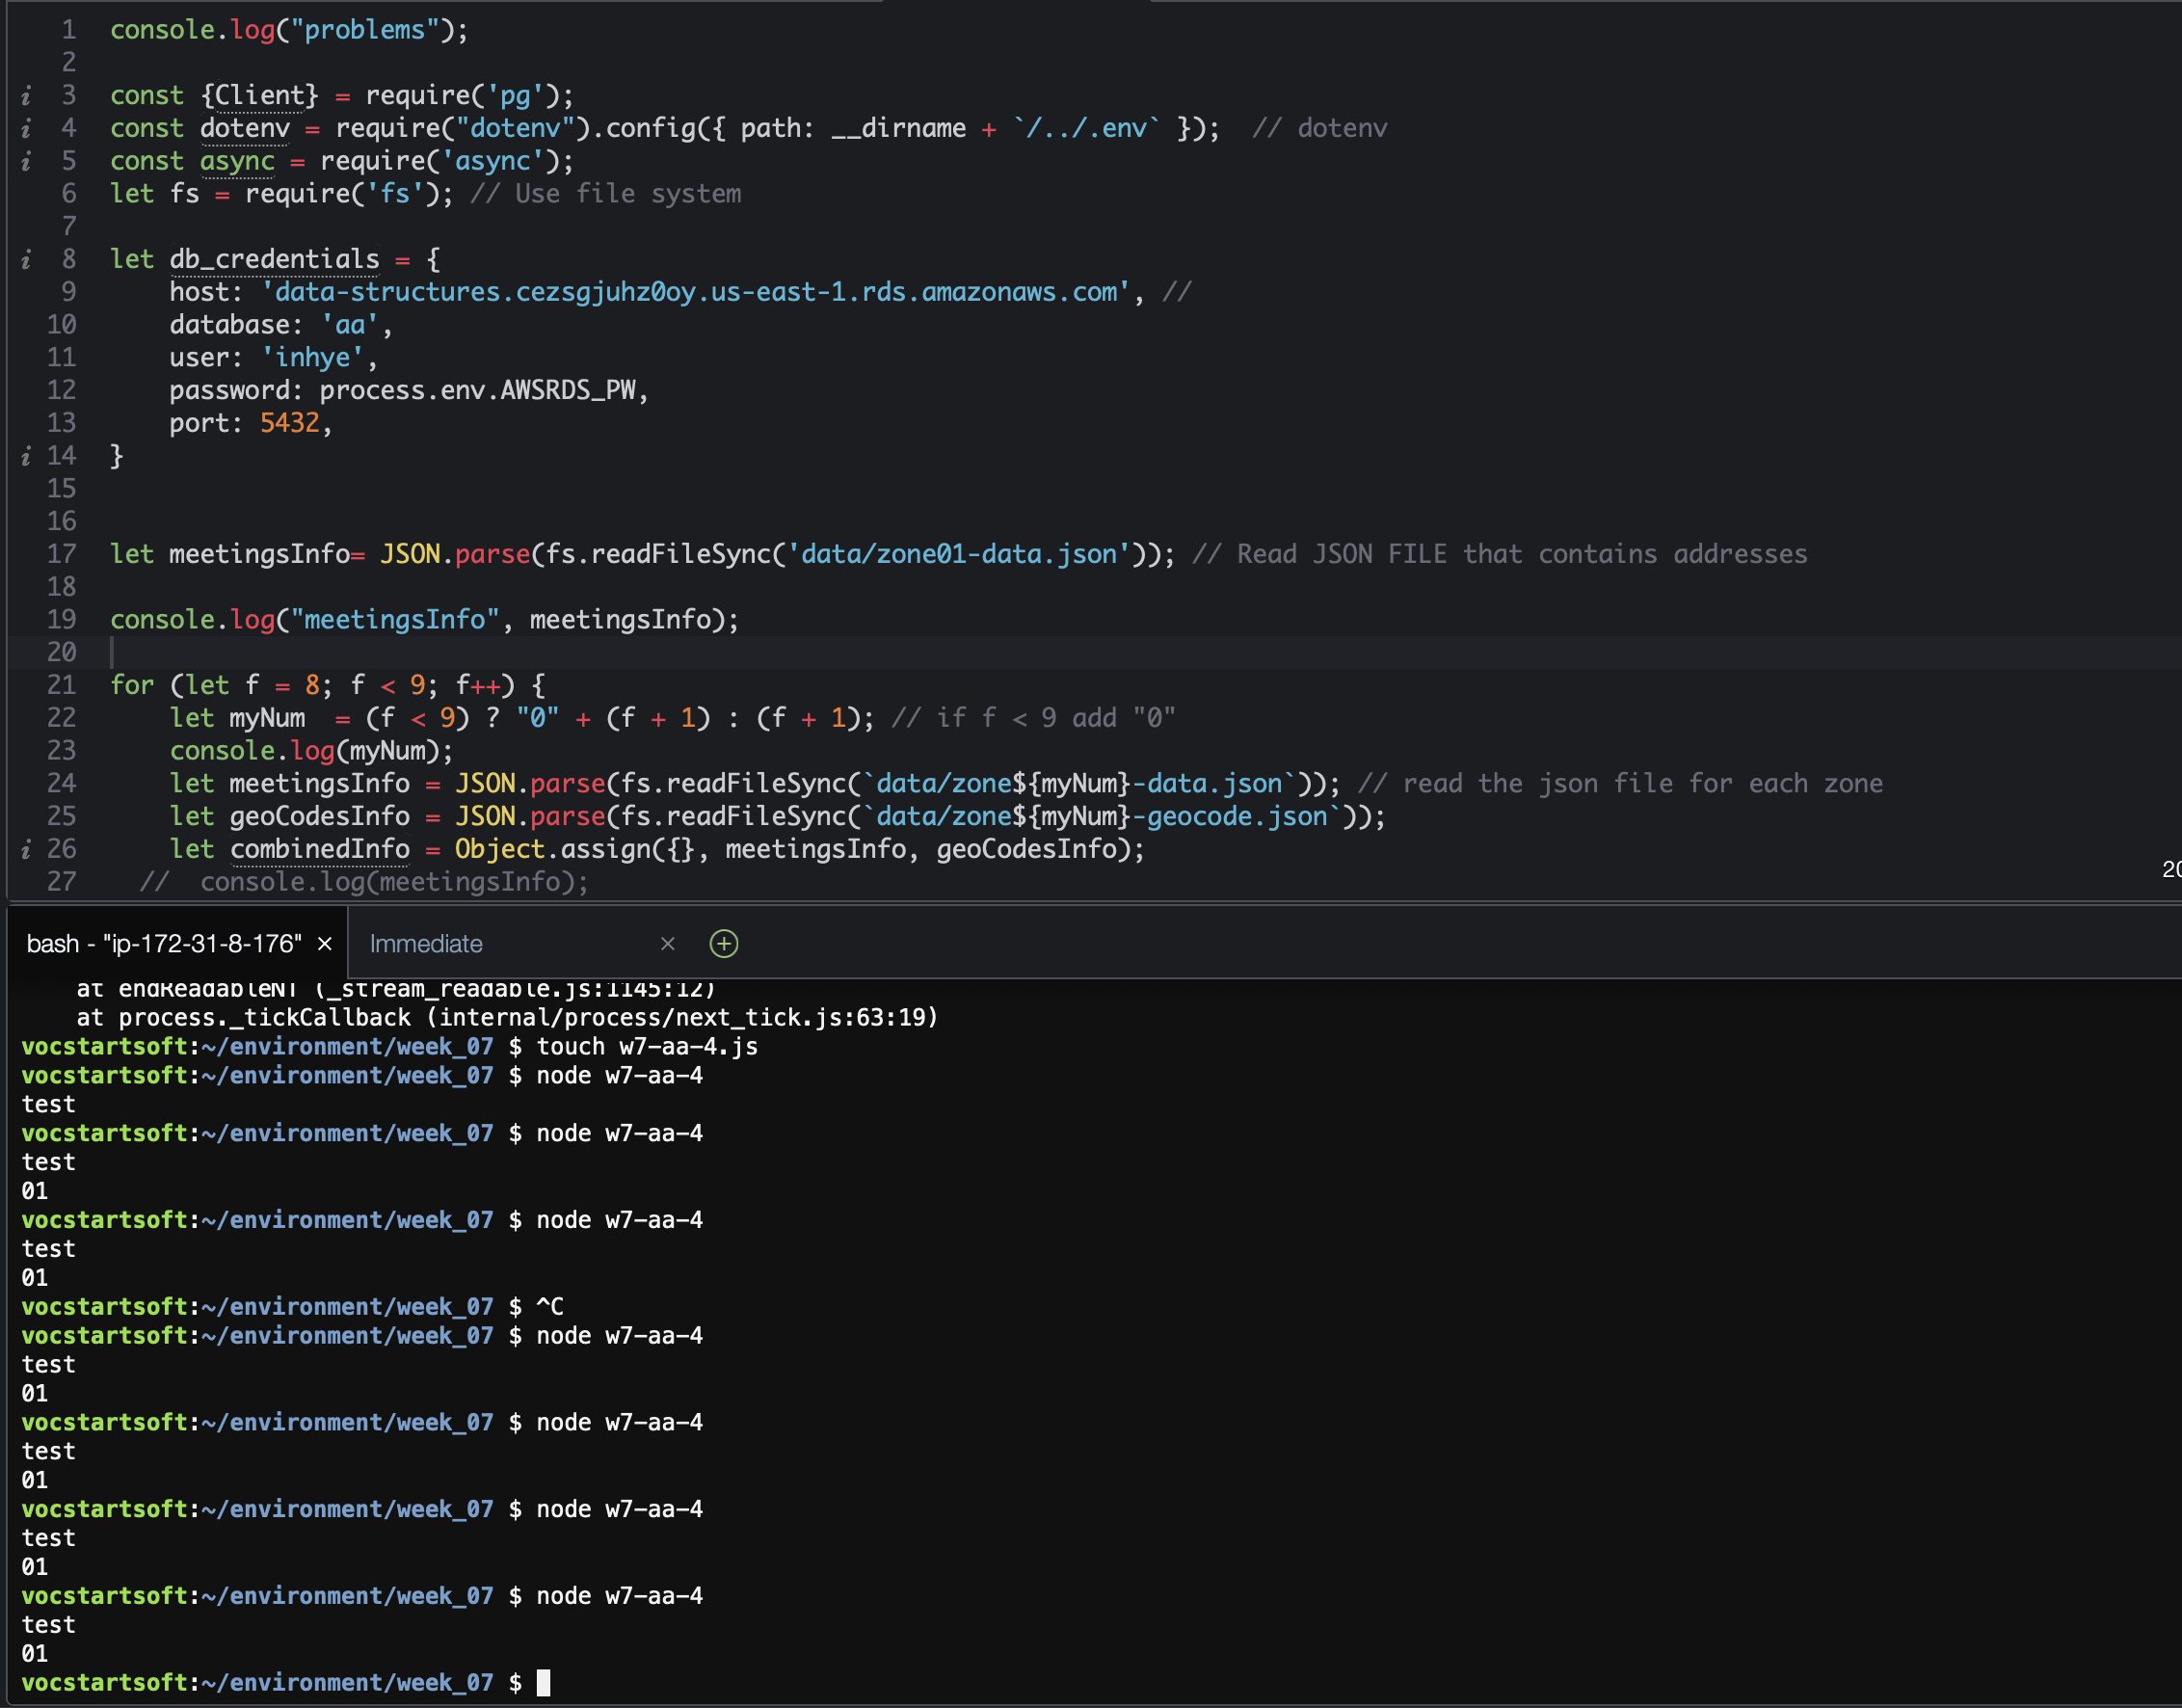 1 console.log("problems");
2
i 3 const {Client} = require('pg');
i 4 const dotenv = require("dotenv").config({ path: __dirname + `/../.env` });  // dotenv
i 5 const async = require('async');
6 let fs = require('fs'); // Use file system
7
i 8 let db_credentials = {
9     host: 'data-structures.cezsgjuhz0oy.us-east-1.rds.amazonaws.com', //
10     database: 'aa',
11     user: 'inhye',
12     password: process.env.AWSRDS_PW,
13     port: 5432,
i 14 }
15
16
17 let meetingsInfo= JSON.parse(fs.readFileSync('data/zone01-data.json')); // Read JSON FILE that contains addresses
18
19 console.log("meetingsInfo", meetingsInfo);
20
21 for (let f = 8; f < 9; f++) {
22     let myNum  = (f < 9) ? "0" + (f + 1) : (f + 1); // if f < 9 add "0"
23     console.log(myNum);
24     let meetingsInfo = JSON.parse(fs.readFileSync(`data/zone${myNum}-data.json`)); // read the json file for each zone
25     let geoCodesInfo = JSON.parse(fs.readFileSync(`data/zone${myNum}-geocode.json`));
i 26     let combinedInfo = Object.assign({}, meetingsInfo, geoCodesInfo);
27   //  console.log(meetingsInfo);
bash - "ip-172-31-8-176" × Immediate ×
at endReadableNT (_stream_readable.js:1145:12)
at process._tickCallback (internal/process/next_tick.js:63:19)
vocstartsoft:~/environment/week_07 $ touch w7-aa-4.js
vocstartsoft:~/environment/week_07 $ node w7-aa-4
test
vocstartsoft:~/environment/week_07 $ node w7-aa-4
test
01
vocstartsoft:~/environment/week_07 $ node w7-aa-4
test
01
vocstartsoft:~/environment/week_07 $ ^C
vocstartsoft:~/environment/week_07 $ node w7-aa-4
test
01
vocstartsoft:~/environment/week_07 $ node w7-aa-4
test
01
vocstartsoft:~/environment/week_07 $ node w7-aa-4
test
01
vocstartsoft:~/environment/week_07 $ node w7-aa-4
test
01
vocstartsoft:~/environment/week_07 $